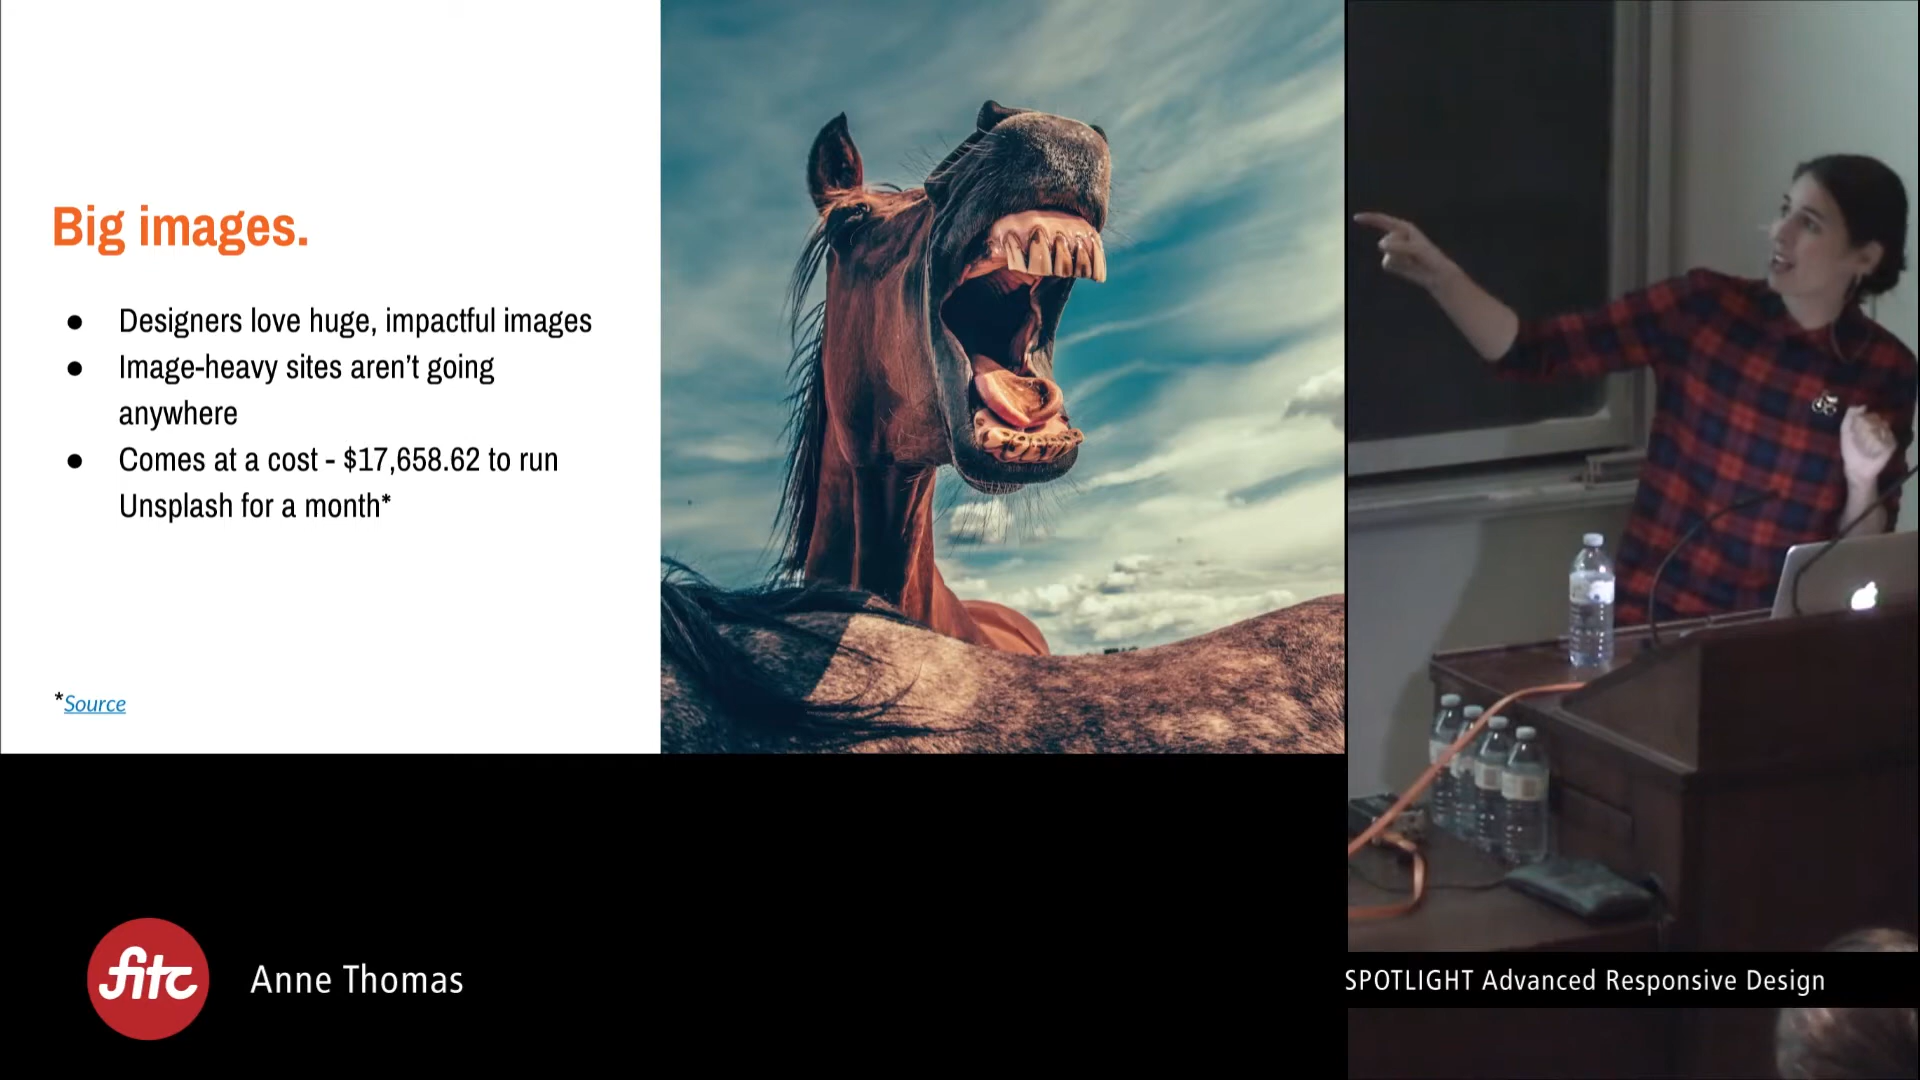 Big images.
● Designers love huge, impactful images
● Image-heavy sites aren’t going
anywhere
● Comes at a cost - $17,658.62 to run
Unsplash for a month*
*Source
fitc
Anne Thomas
SPOTLIGHT Advanced Responsive Design